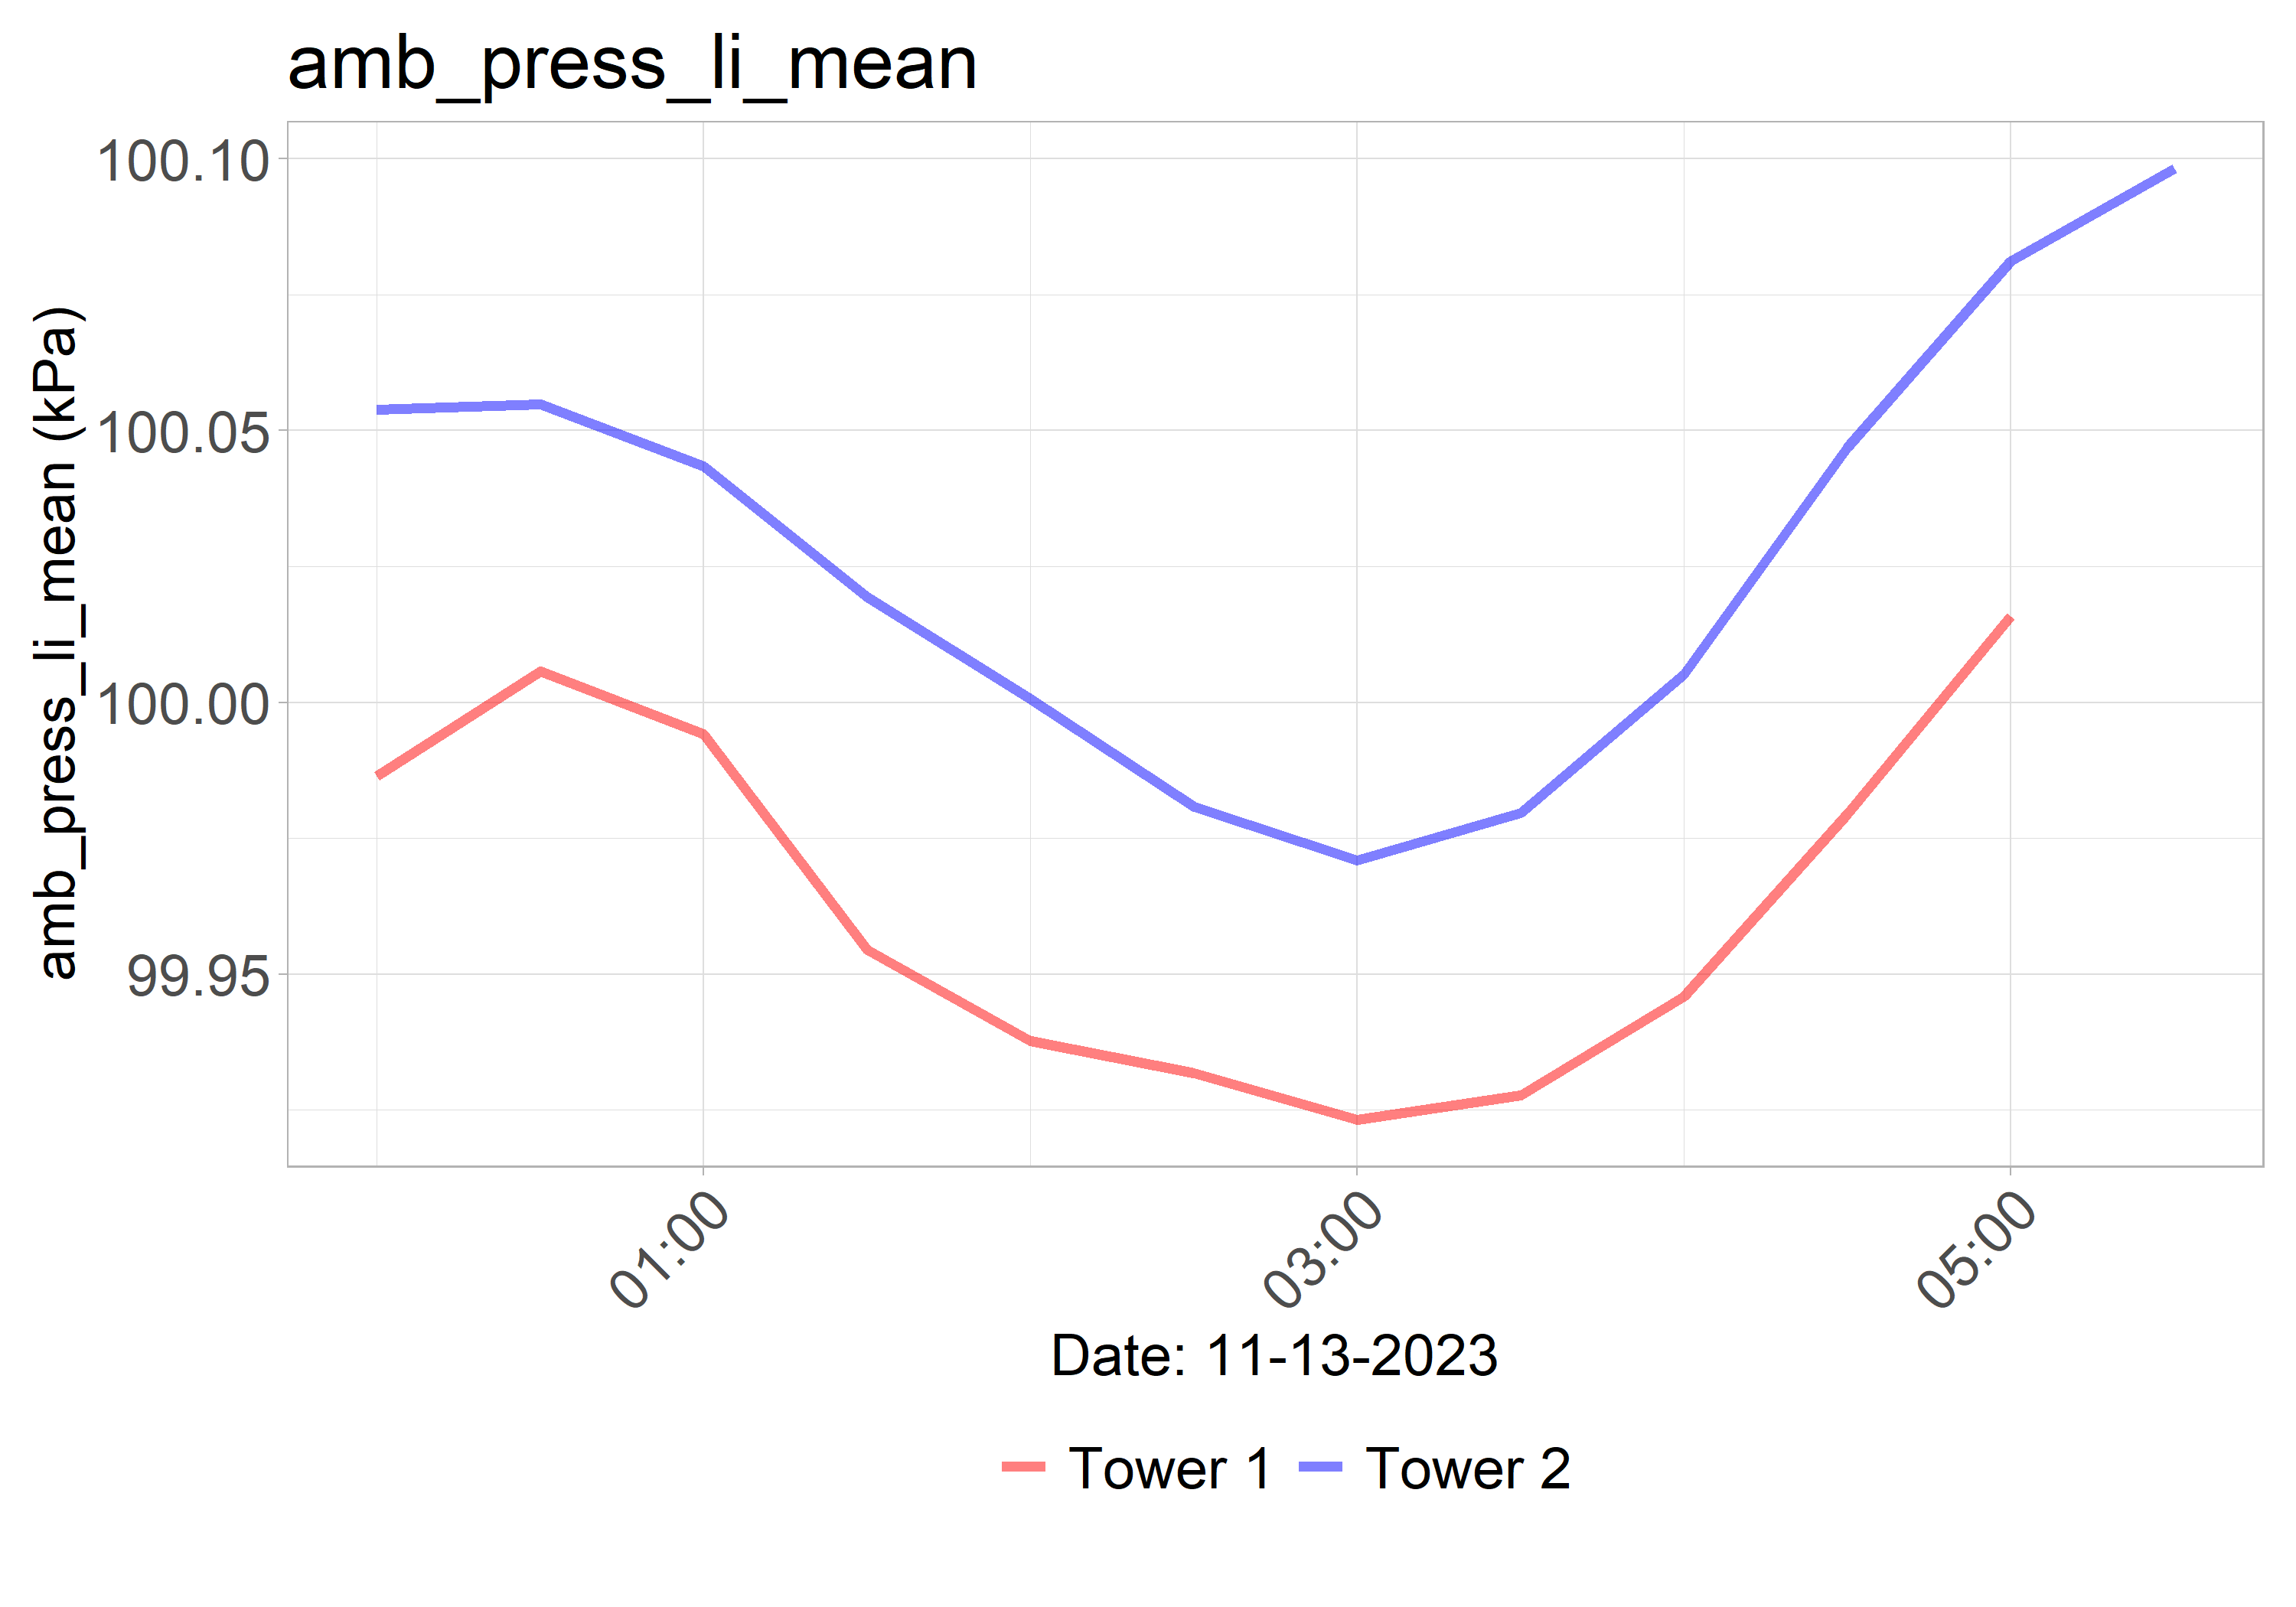 amb_press_li_mean
amb_press_li_mean (kPa)
100.10
100.05
100.00
99.95
01:00
03:00
05:00
Date: 11-13-2023
Tower 1
Tower 2